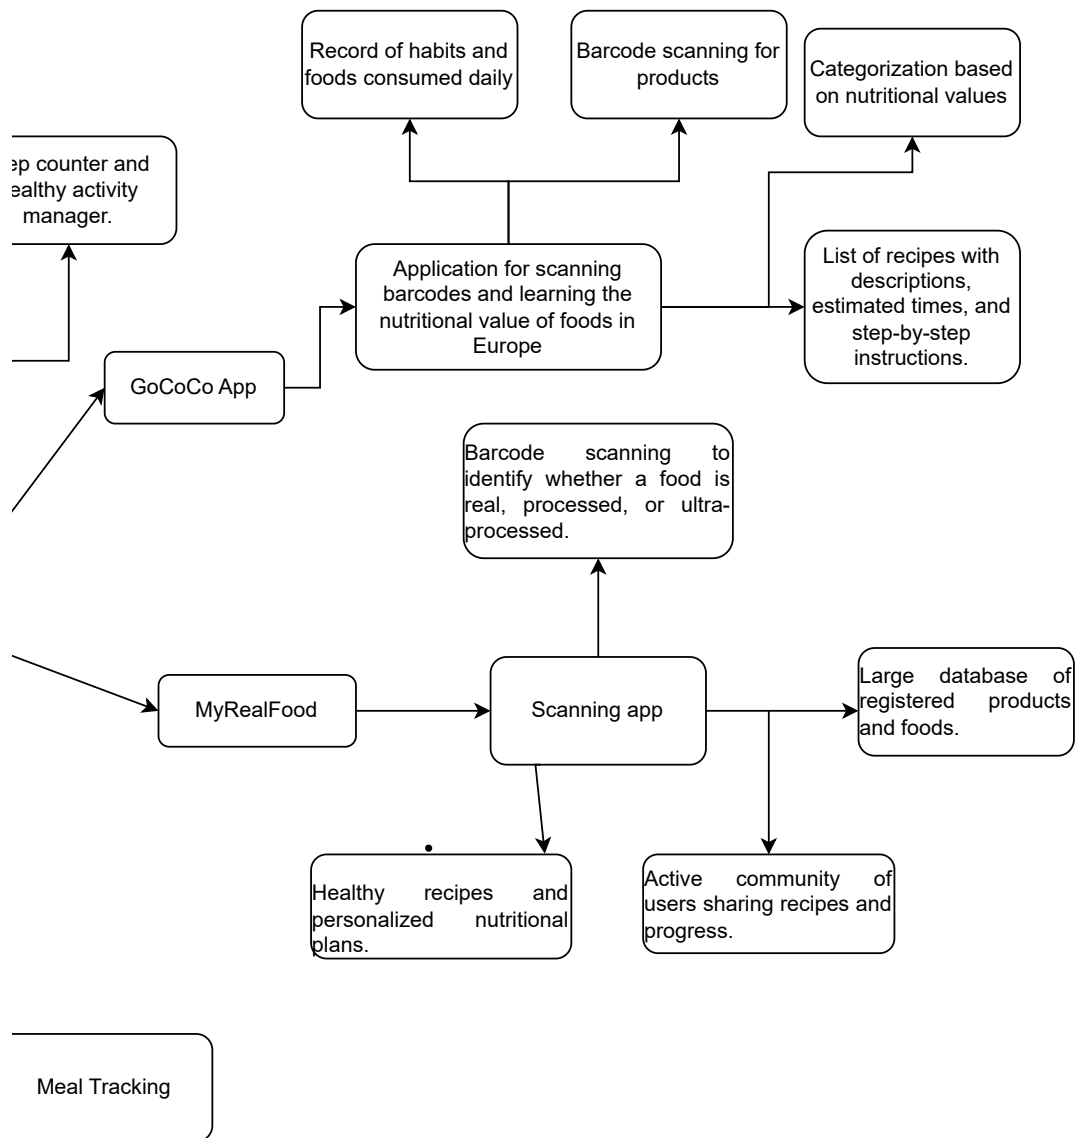 Record of habits and
foods consumed daily
Barcode scanning for
products
Categorization based
on nutritional values
counter and
activity
manager.
Application for scanning
barcodes and learning the
nutritional value of foods in
Europe
List of recipes with
descriptions,
estimated times, and
step-by-step
instructions.
GoCoCo App
Barcode scanning to
identify whether a food is
real, processed, or ultra-
processed.
MyRealFood
Scanning app
Large database of
registered products
and foods.
Healthy recipes and
personalized nutritional
plans.
Active community of
users sharing recipes and
progress.
Meal Tracking